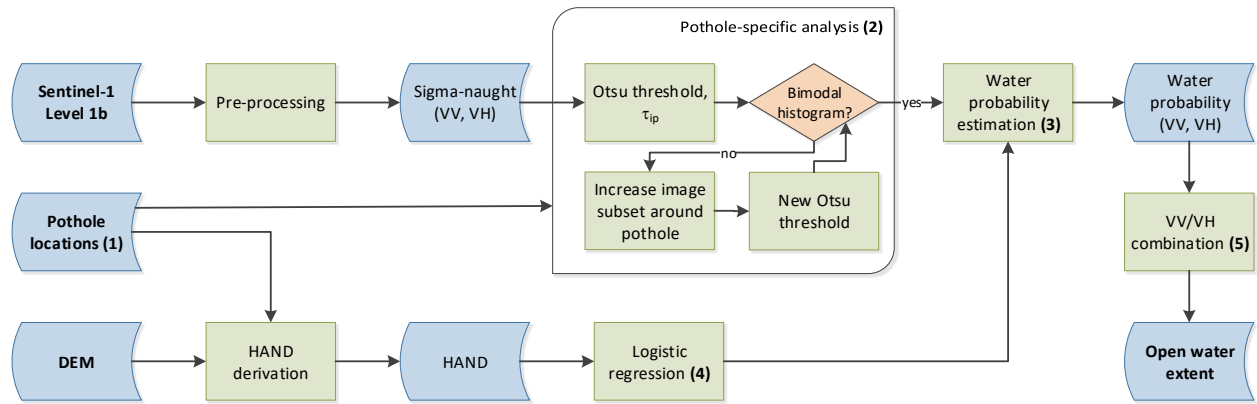 Pothole-specific analysis (2)
Sentinel-1
Level 1b
Pre-processing
Sigma-naught
(VV, VH)
Otsu threshold,
τip
Bimodal
histogram?
yes
Water
probability
estimation (3)
Water
probability
(VV, VH)
no
Pothole
locations (1)
Increase image
subset around
pothole
New Otsu
threshold
VV/VH
combination (5)
DEM
HAND
derivation
HAND
Logistic
regression (4)
Open water
extent